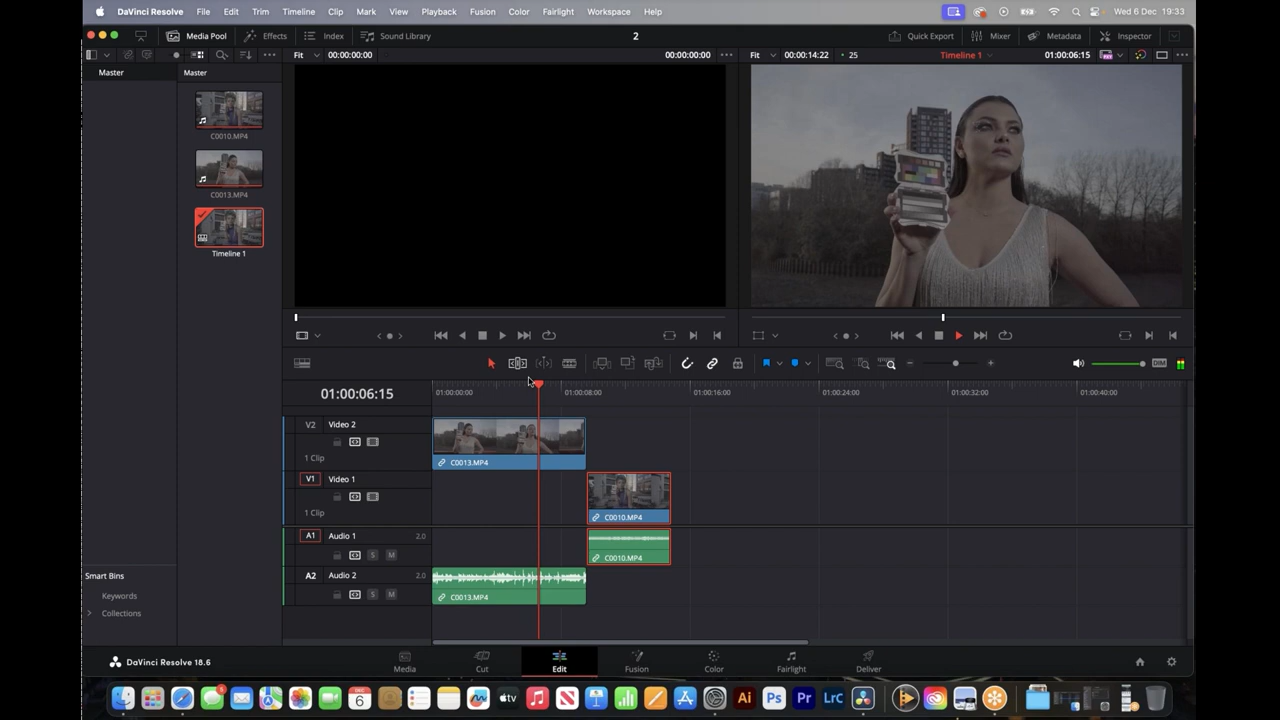 DaVinci Resolve File Edit Trim Timeline Clip Mark View Playback Fusion Color Fairlight Workspace Help Wed 6 Dec 19:33
Media Pool Effects Index Sound Library 2 Quick Export Mixer Metadata Inspector
Fit 00:00:00:00 00:00:00:00 Fit 00:00:14:22 25 Timeline 1 01:00:06:15
Master Master
C0010.MP4
C0013.MP4
Timeline 1
DIM
01:00:06:15 01:00:00:00 01:00:08:00 01:00:16:00 01:00:24:00 01:00:32:00 01:00:40:00
V2 Video 2
1 Clip C0013.MP4
V1 Video 1
1 Clip C0010.MP4
A1 Audio 1 2.0
S M C0010.MP4
A2 Audio 2 2.0
S M C0013.MP4
Smart Bins
Keywords
Collections
DaVinci Resolve 18.6 Media Cut Edit Fusion Color Fairlight Deliver
tv Ai Ps Pr LrC